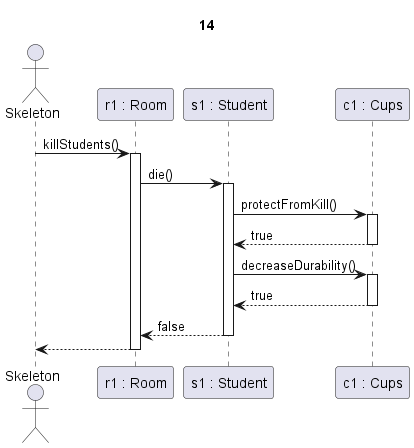 14
Skeleton
r1 : Room
s1 : Student
c1 : Cups
killStudents()
die()
protectFromKill()
true
decreaseDurability()
true
false
Skeleton
r1 : Room
s1 : Student
c1 : Cups